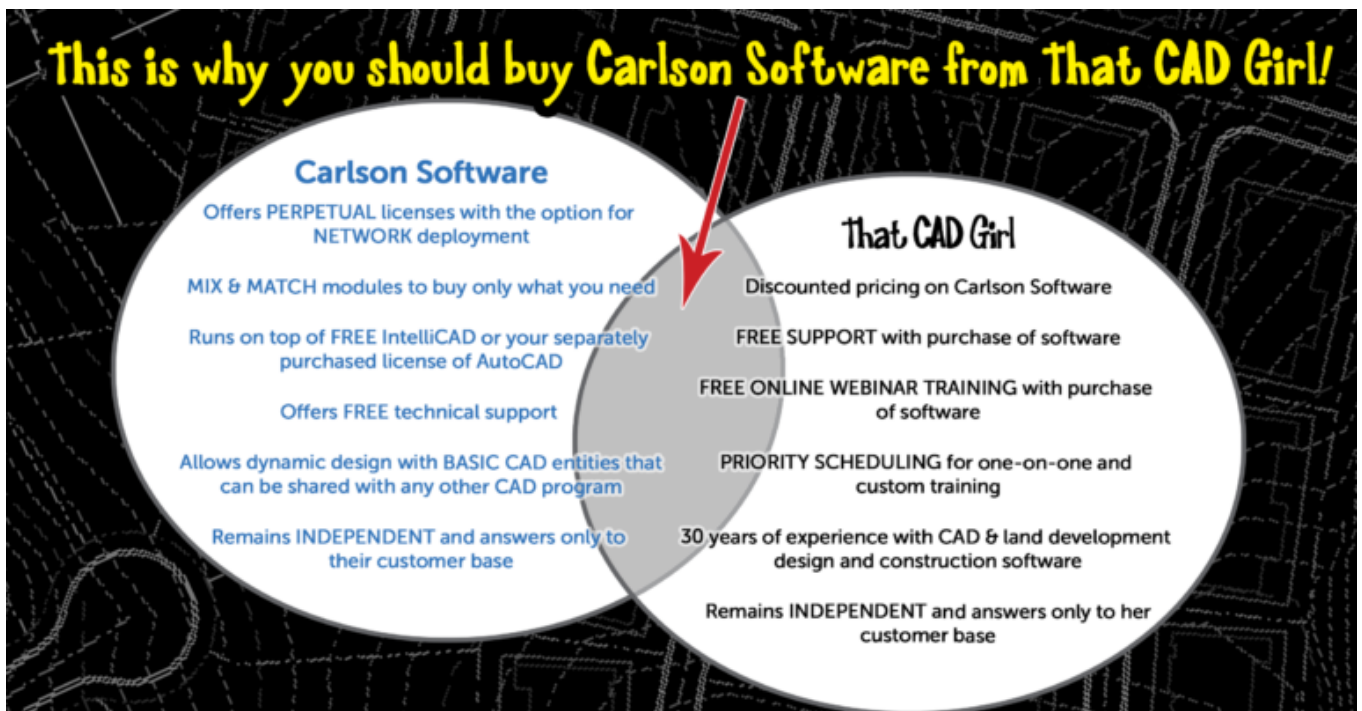 This is why you should buy Carlson Software from That CAD Girl!
Carlson Software
Offers PERPETUAL licenses with the option for
NETWORK deployment
MIX & MATCH modules to buy only what you need
Runs on top of FREE IntelliCAD or your separately
purchased license of AutoCAD
Offers FREE technical support
Allows dynamic design with BASIC CAD entities that
can be shared with any other CAD program
Remains INDEPENDENT and answers only to
their customer base
That CAD Girl
Discounted pricing on Carlson Software
FREE SUPPORT with purchase of software
FREE ONLINE WEBINAR TRAINING with purchase
of software
PRIORITY SCHEDULING for one-on-one and
custom training
30 years of experience with CAD & land development
design and construction software
Remains INDEPENDENT and answers only to her
customer base